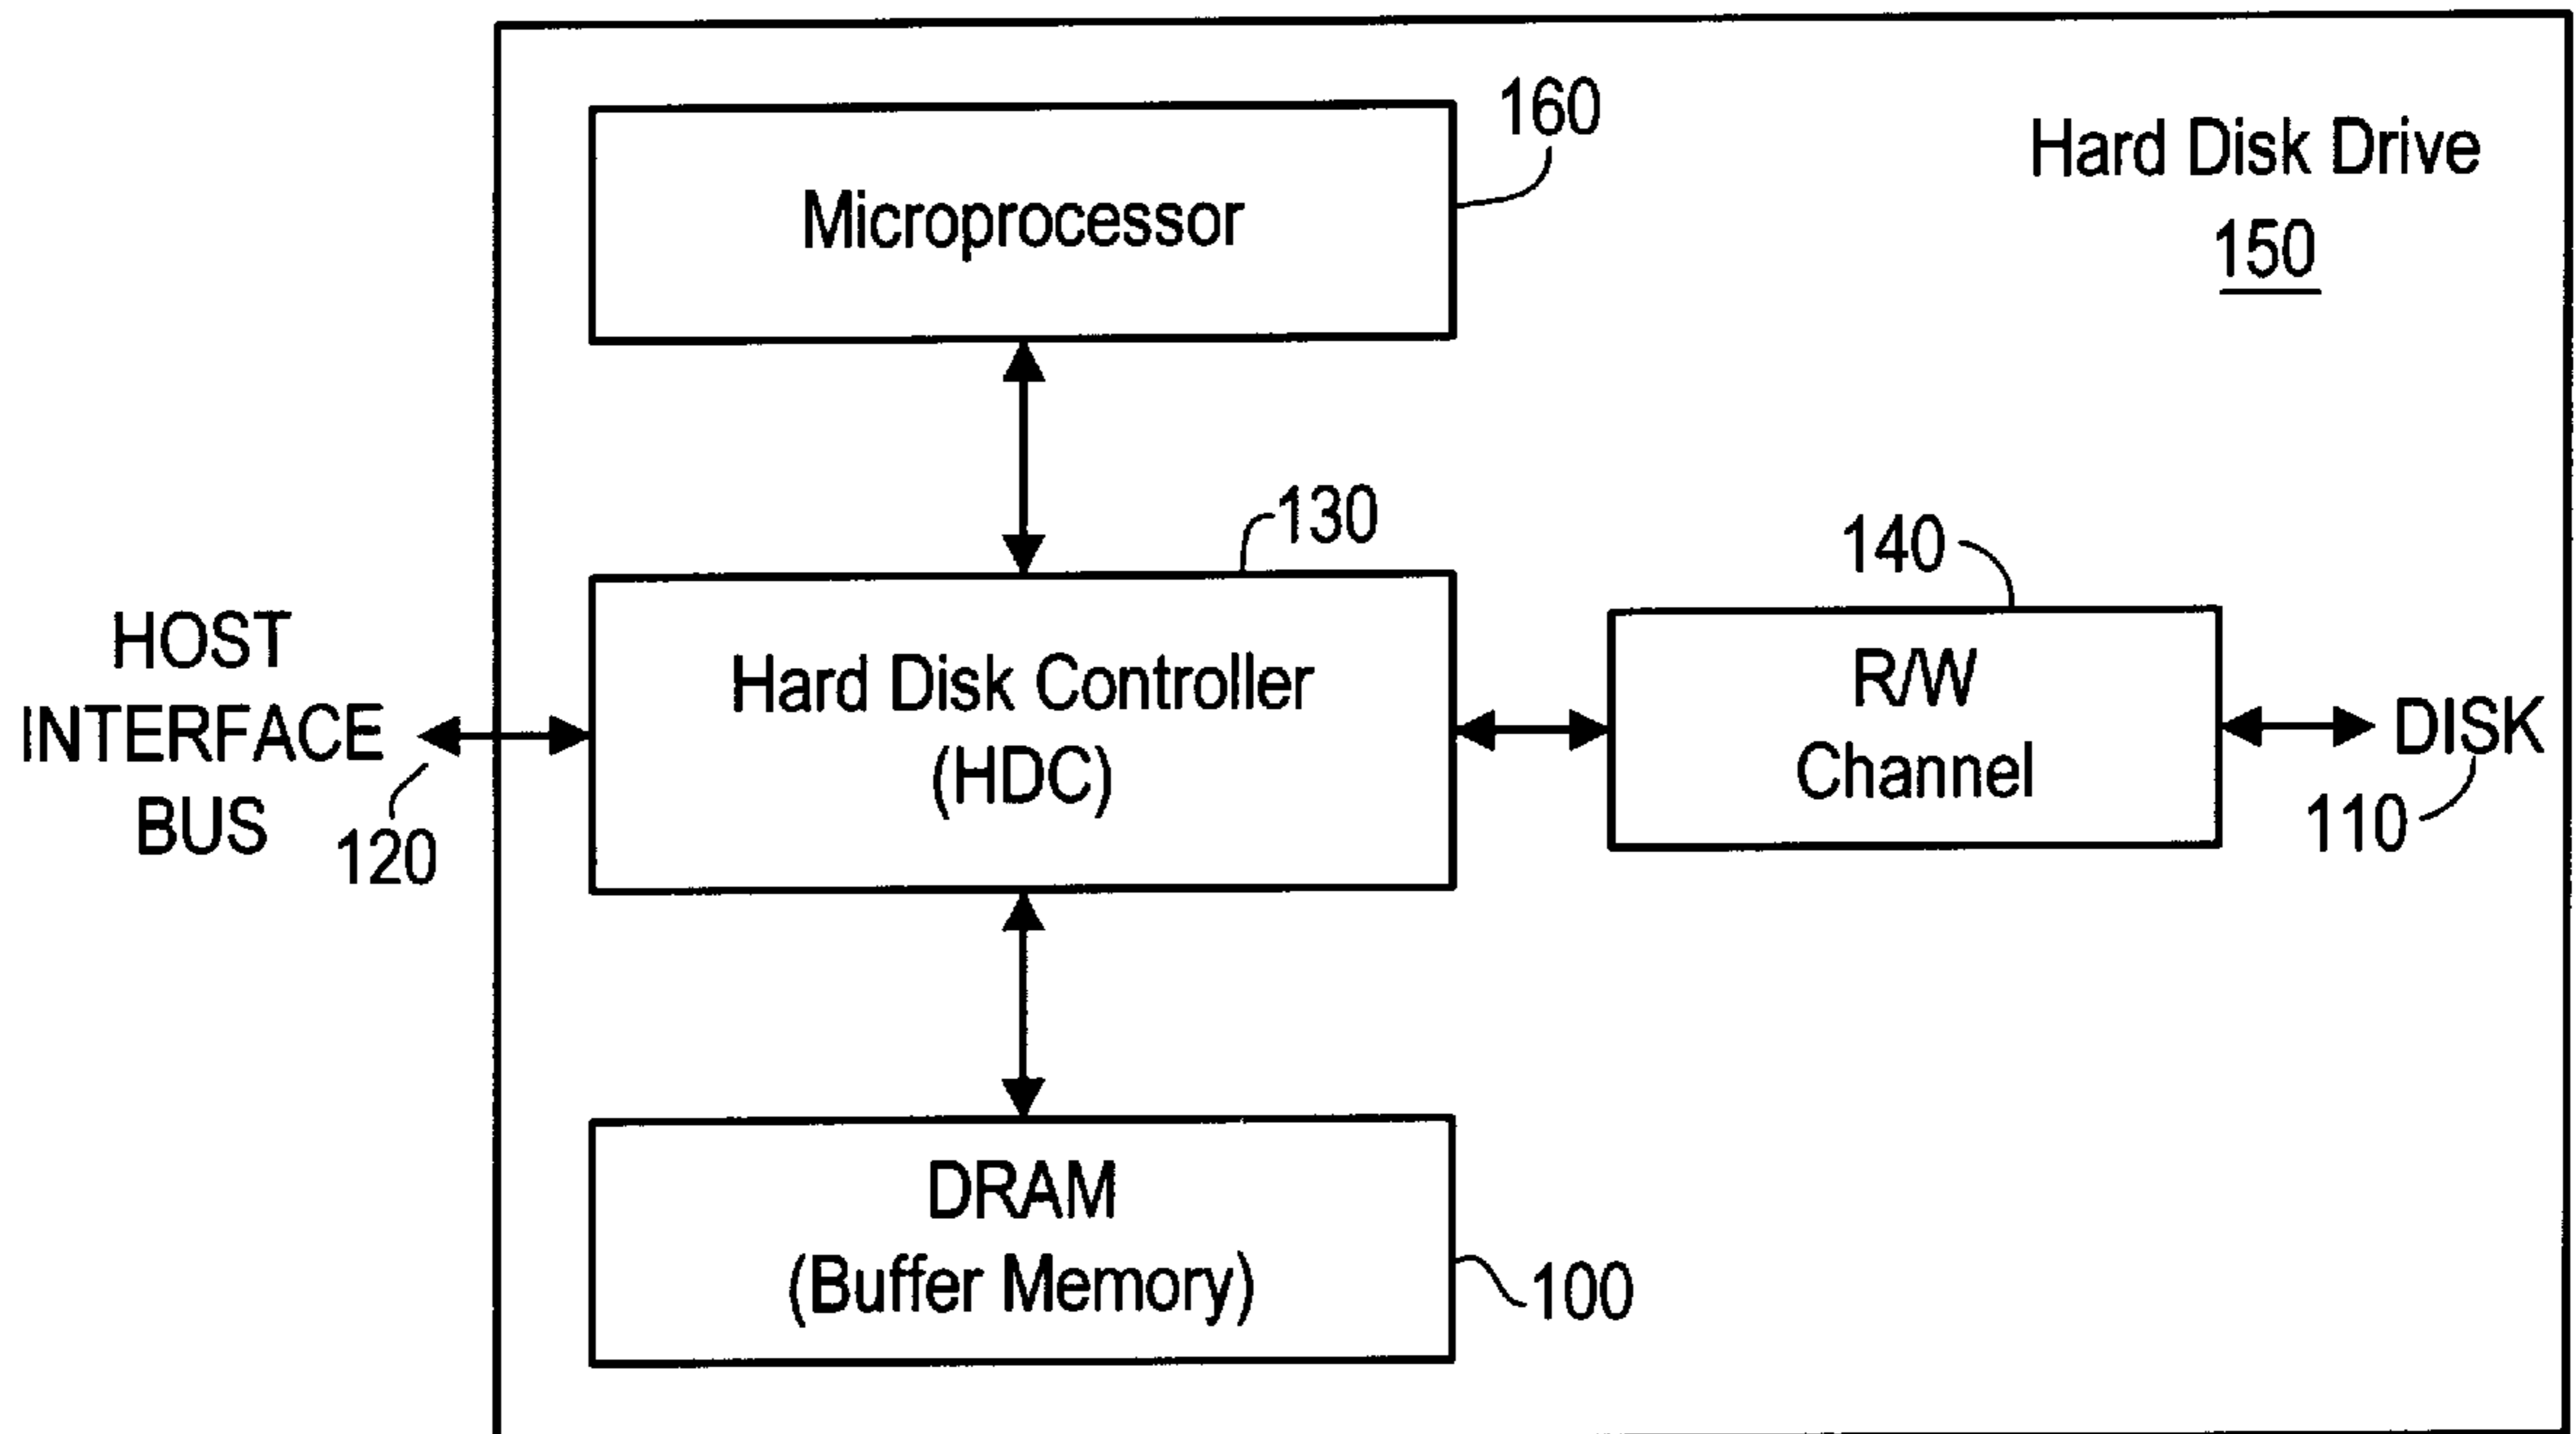 160
Hard Disk Drive
150
Microprocessor
130
140
HOST
INTERFACE
BUS
120
Hard Disk Controller
(HDC)
R/W
Channel
DISK
110
DRAM
(Buffer Memory)
100